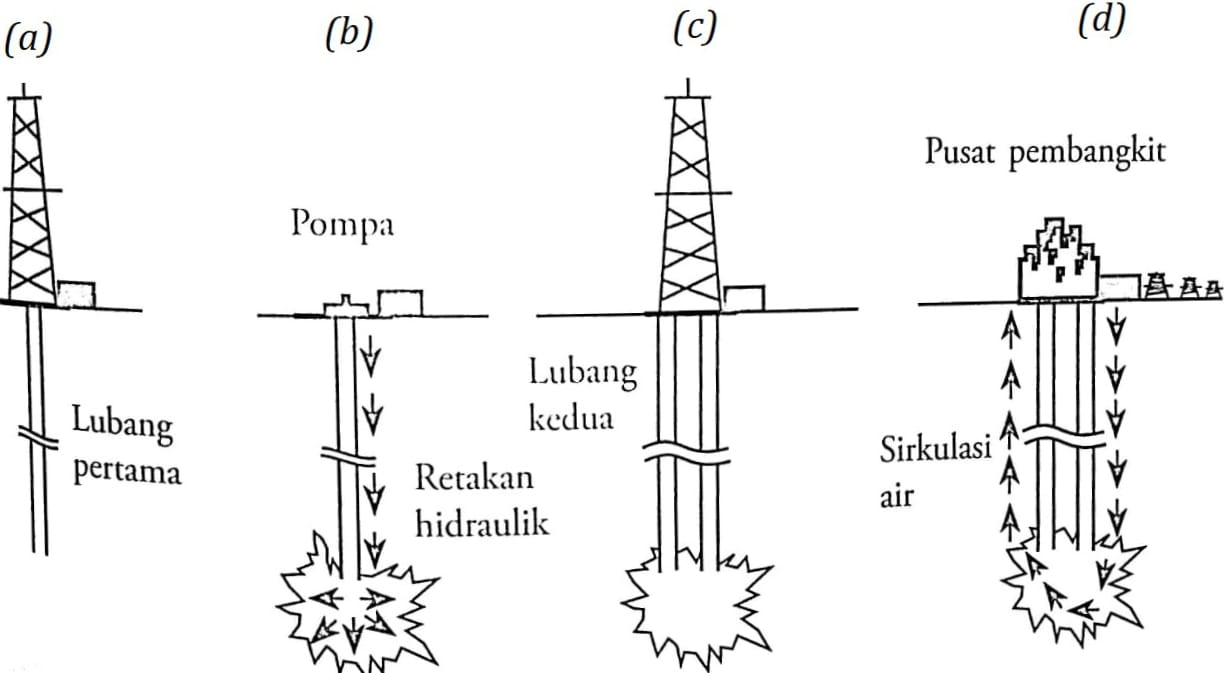 (a)
(b)
(c)
(d)
Pusat pembangkit
Pompa
Lubang
kedua
Lubang
pertama
Sirkulasi
air
Retakan
hidraulik